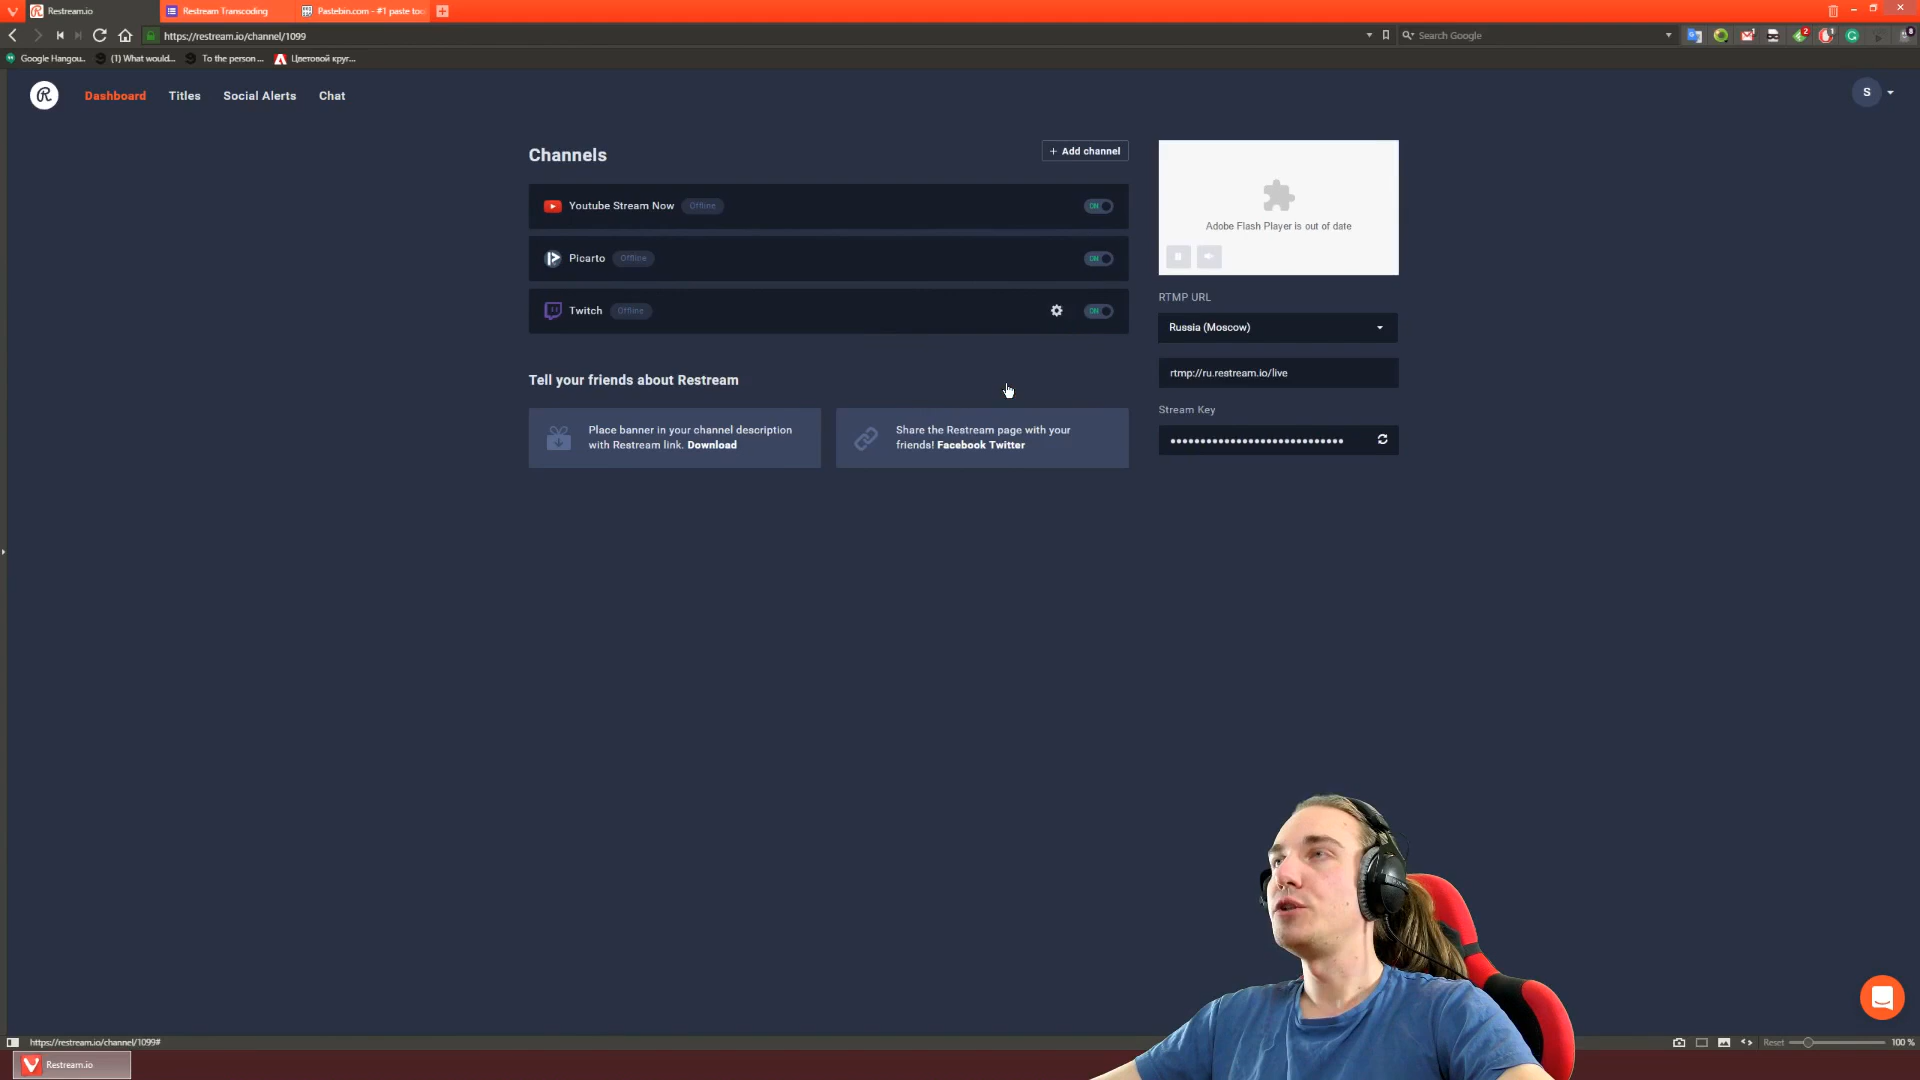 Restream.io
Restream Transcoding
Pastebin.com - #1 paste too
https://restream.io/channel/1099
Search Google
2
1
8
Google Hangou..
(1) What would...
To the person ...
Цветовой круг...
R
Dashboard
Titles
Social Alerts
Chat
S
Channels
+ Add channel
Youtube Stream Now
Offline
ON
Picarto
Offline
ON
Twitch
Offline
ON
Adobe Flash Player is out of date
RTMP URL
Russia (Moscow)
rtmp://ru.restream.io/live
Stream Key
Tell your friends about Restream
Place banner in your channel description
with Restream link. Download
Share the Restream page with your
friends! Facebook Twitter
https://restream.io/channel/1099#
Reset
100 %
Restream.io